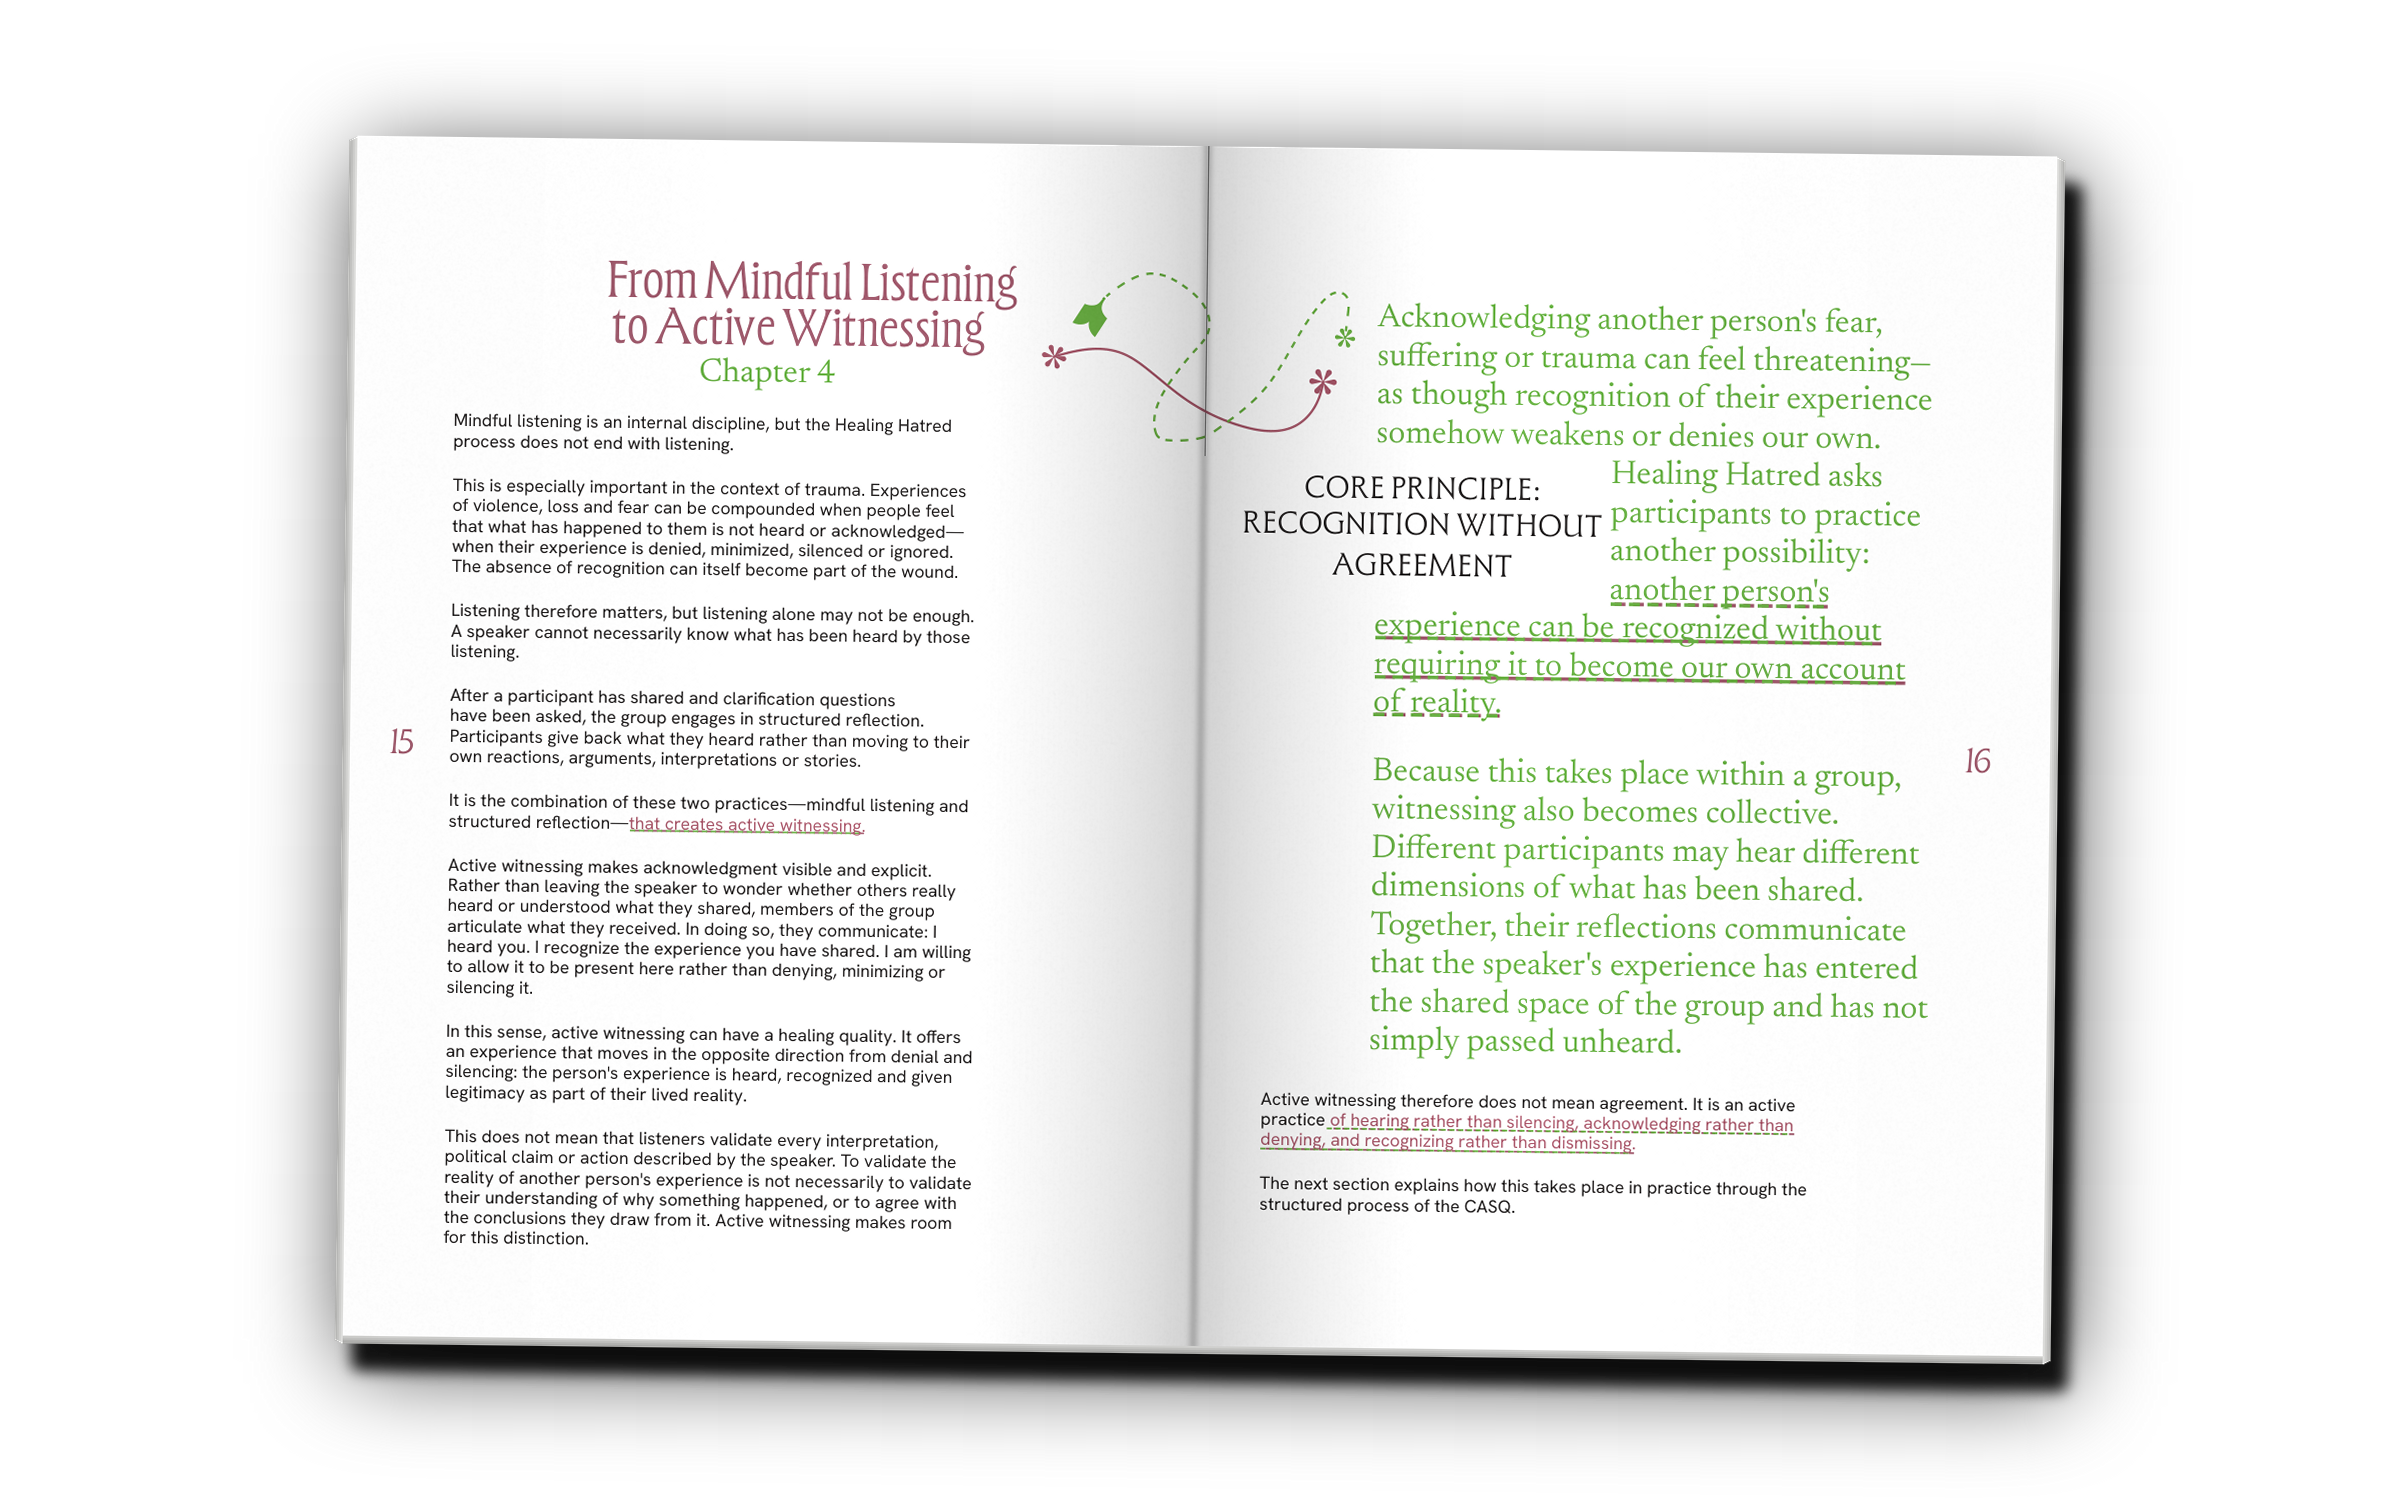 From Mindful Listening
to Active Witnessing
Chapter 4
Mindful listening is an internal discipline, but the Healing Hatred
process does not end with listening.
This is especially important in the context of trauma. Experiences
of violence, loss and fear can be compounded when people feel
that what has happened to them is not heard or acknowledged—
when their experience is denied, minimized, silenced or ignored.
The absence of recognition can itself become part of the wound.
Listening therefore matters, but listening alone may not be enough.
A speaker cannot necessarily know what has been heard by those
listening.
After a participant has shared and clarification questions
have been asked, the group engages in structured reflection.
Participants give back what they heard rather than moving to their
own reactions, arguments, interpretations or stories.
It is the combination of these two practices—mindful listening and
structured reflection—that creates active witnessing.
Active witnessing makes acknowledgment visible and explicit.
Rather than leaving the speaker to wonder whether others really
heard or understood what they shared, members of the group
articulate what they received. In doing so, they communicate: I
heard you. I recognize the experience you have shared. I am willing
to allow it to be present here rather than denying, minimizing or
silencing it.
In this sense, active witnessing can have a healing quality. It offers
an experience that moves in the opposite direction from denial and
silencing: the person's experience is heard, recognized and given
legitimacy as part of their lived reality.
This does not mean that listeners validate every interpretation,
political claim or action described by the speaker. To validate the
reality of another person's experience is not necessarily to validate
their understanding of why something happened, or to agree with
the conclusions they draw from it. Active witnessing makes room
for this distinction.
15
Acknowledging another person's fear,
suffering or trauma can feel threatening—
as though recognition of their experience
somehow weakens or denies our own.
CORE PRINCIPLE:
RECOGNITION WITHOUT
AGREEMENT
Healing Hatred asks
participants to practice
another possibility:
another person's
experience can be recognized without
requiring it to become our own account
of reality.
Because this takes place within a group,
witnessing also becomes collective.
Different participants may hear different
dimensions of what has been shared.
Together, their reflections communicate
that the speaker's experience has entered
the shared space of the group and has not
simply passed unheard.
Active witnessing therefore does not mean agreement. It is an active
practice of hearing rather than silencing, acknowledging rather than
denying, and recognizing rather than dismissing.
The next section explains how this takes place in practice through the
structured process of the CASQ.
16